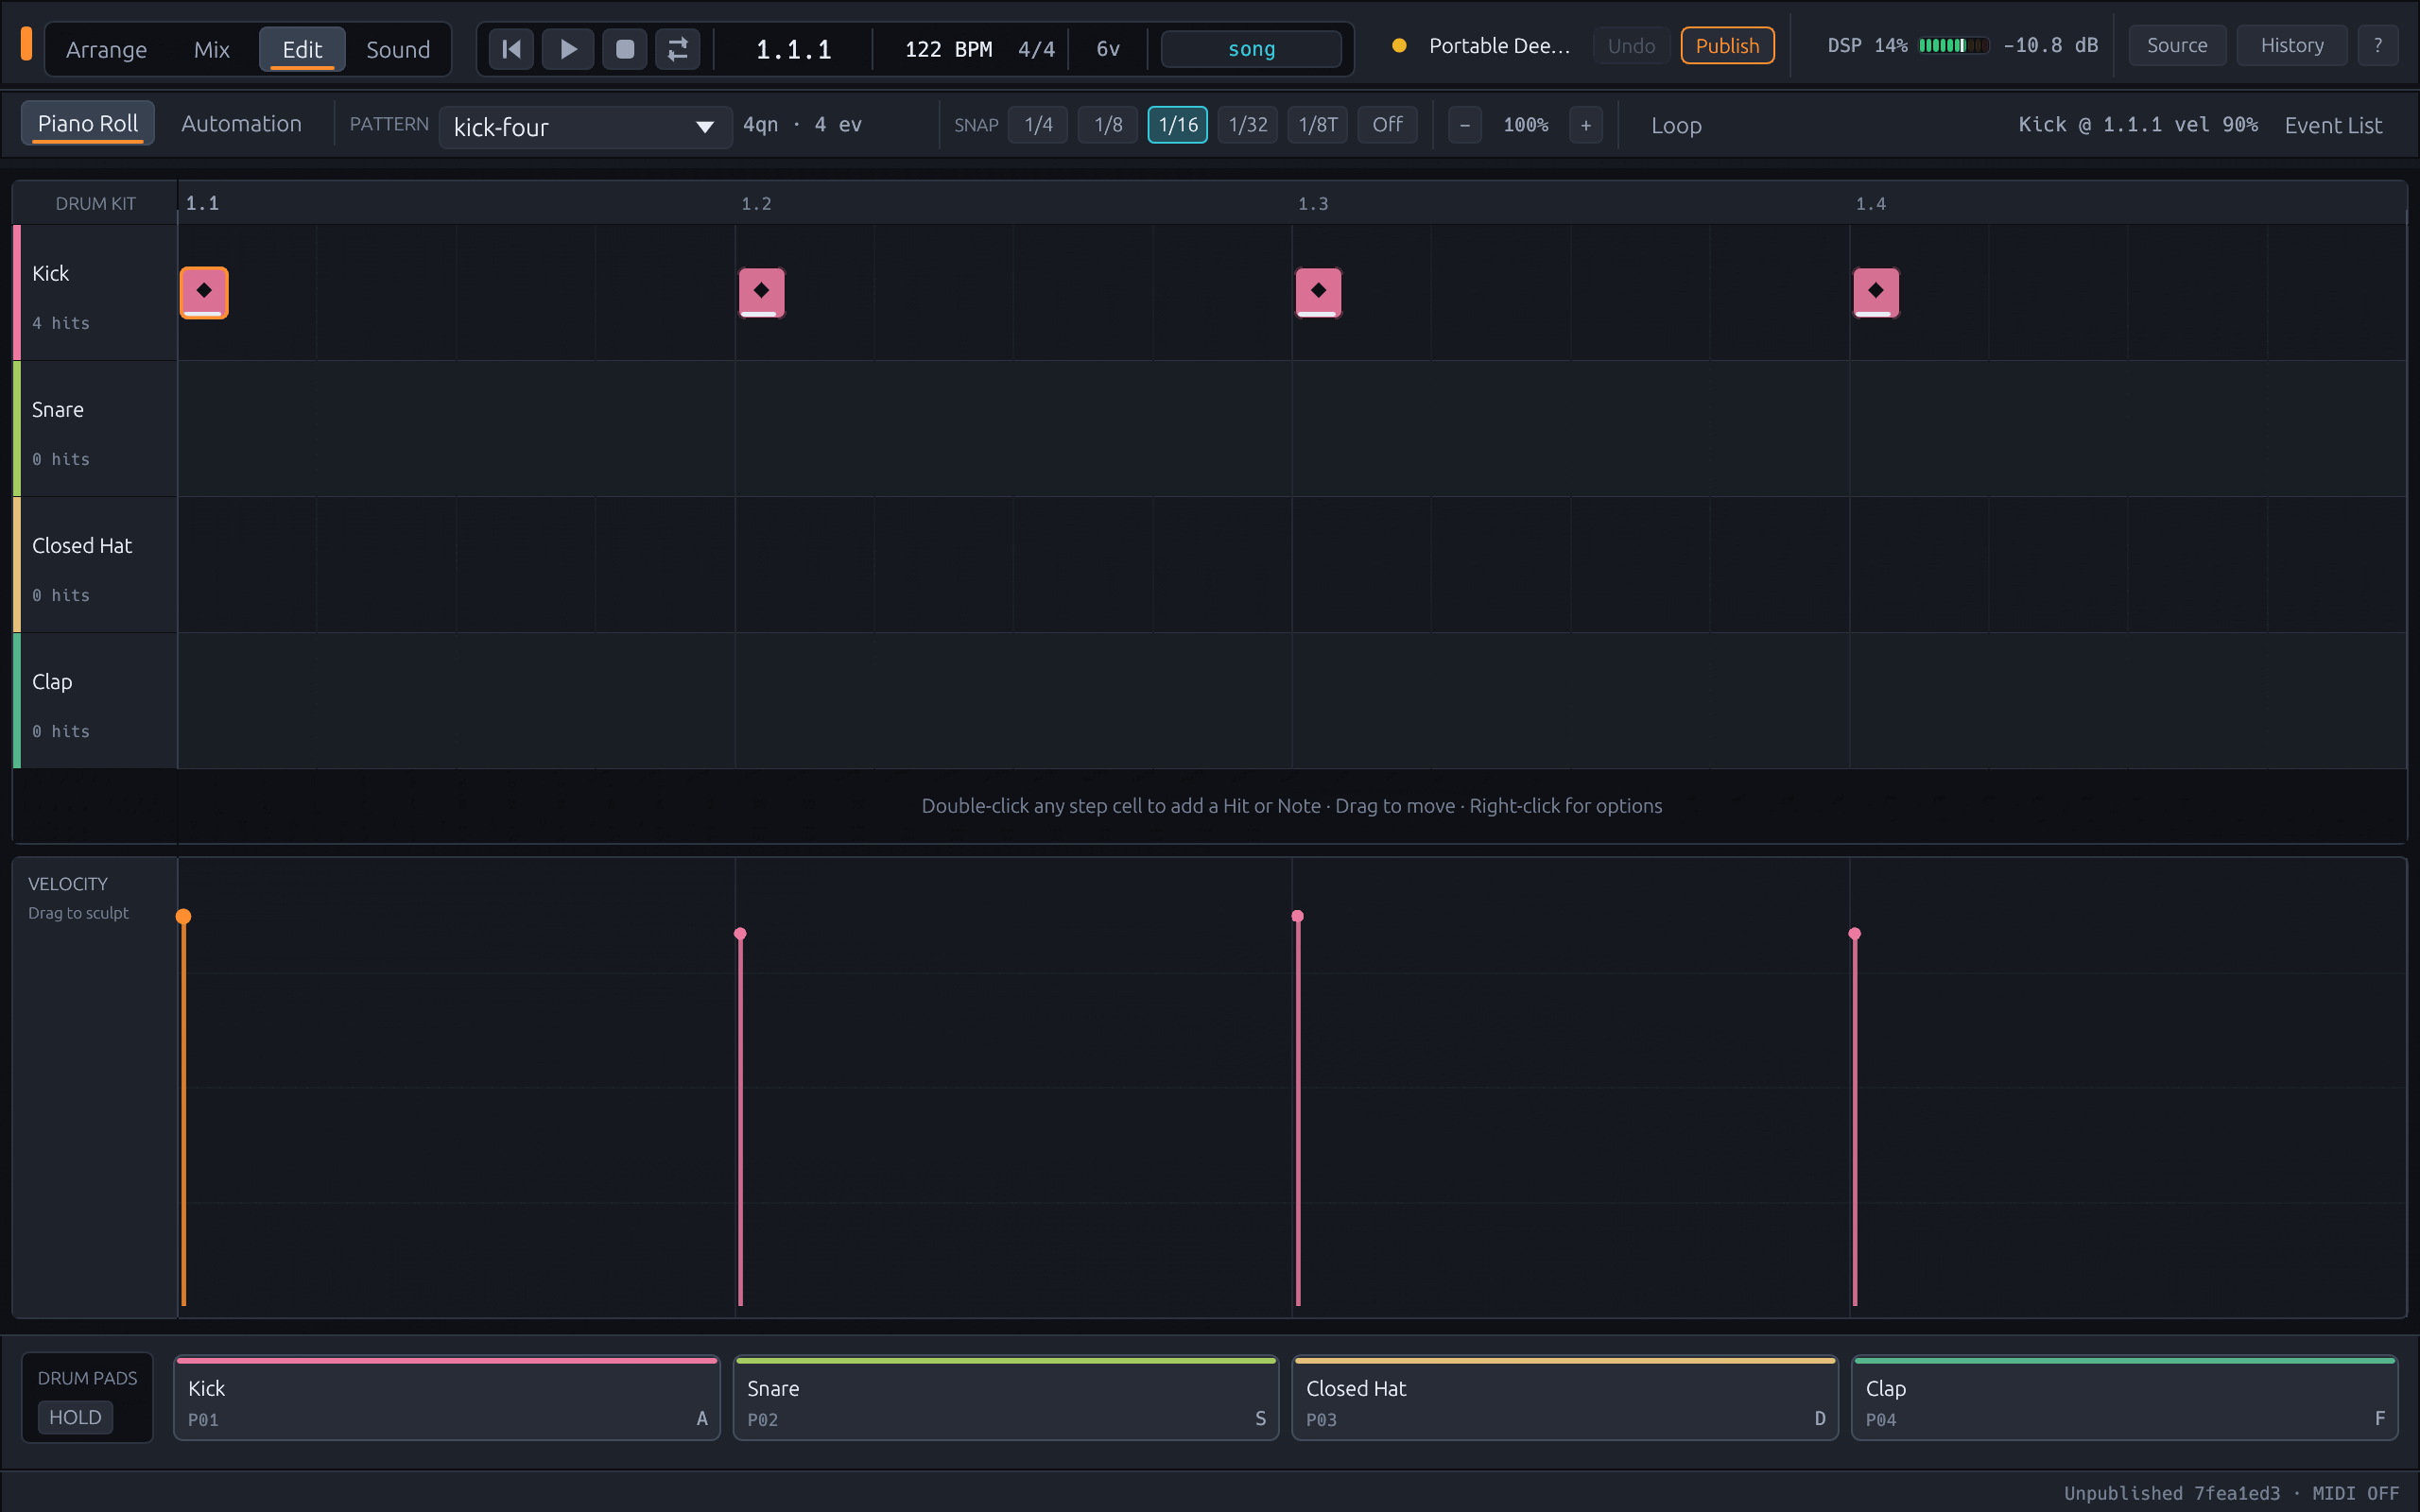 Arrange Mix Edit Sound 1.1.1 122 BPM 4/4 6v song Portable Dee... Undo Publish DSP 14% -10.8 dB Source History ?
Piano Roll Automation PATTERN kick-four 4qn · 4 ev SNAP 1/4 1/8 1/16 1/32 1/8T Off − 100% + Loop Kick @ 1.1.1 vel 90% Event List
DRUM KIT 1.1 1.2 1.3 1.4
Kick
4 hits
Snare
0 hits
Closed Hat
0 hits
Clap
0 hits
Double-click any step cell to add a Hit or Note · Drag to move · Right-click for options
VELOCITY
Drag to sculpt
DRUM PADS
HOLD
Kick
P01 A
Snare
P02 S
Closed Hat
P03 D
Clap
P04 F
Unpublished 7fea1ed3 · MIDI OFF